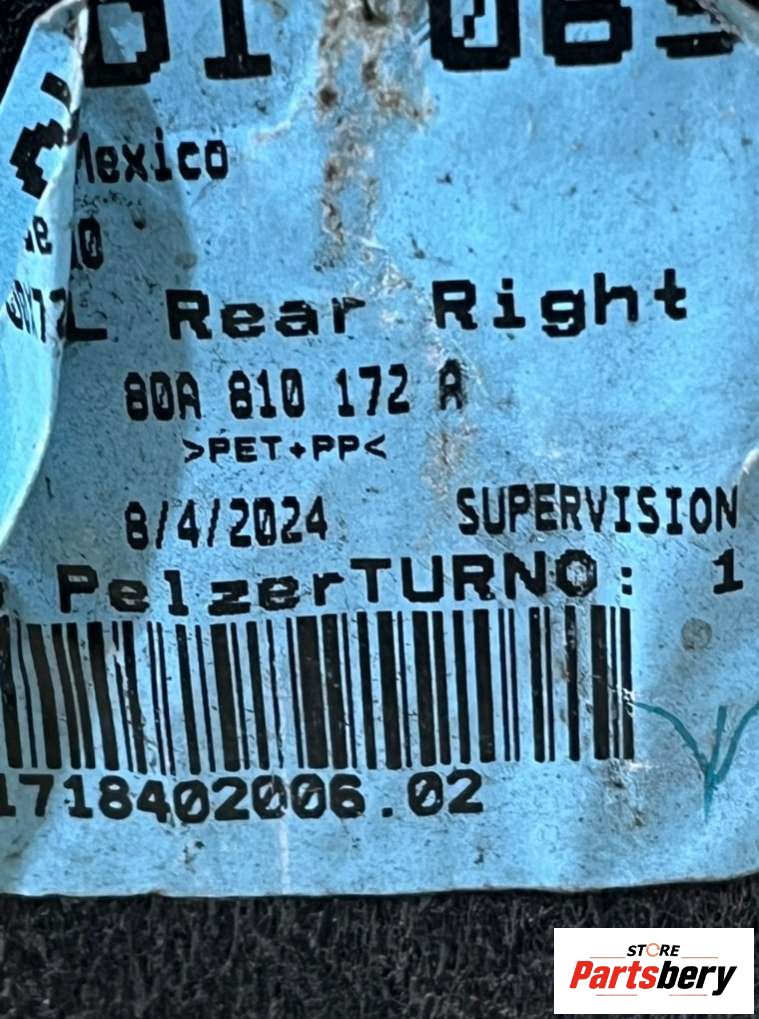 Mexico
Rear Right
80A 810 172 A
>PET+PP<
8/4/2024 SUPERVISION
PelzerTURNO: 1
1718402006.02
STORE
Partsbery